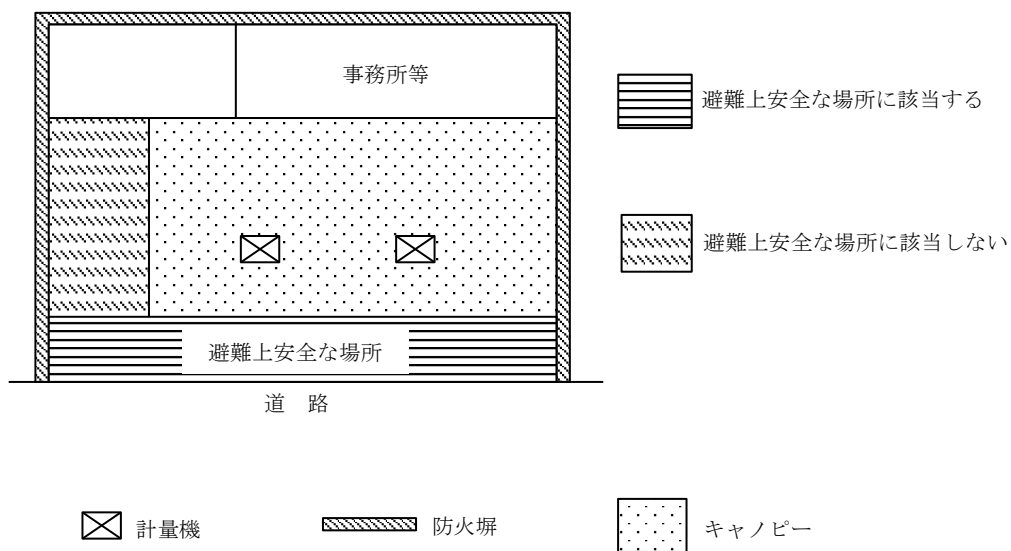 事務所等
避難上安全な場所に該当する
避難上安全な場所に該当しない
避難上安全な場所
道 路
計量機
防火塀
キャノピー